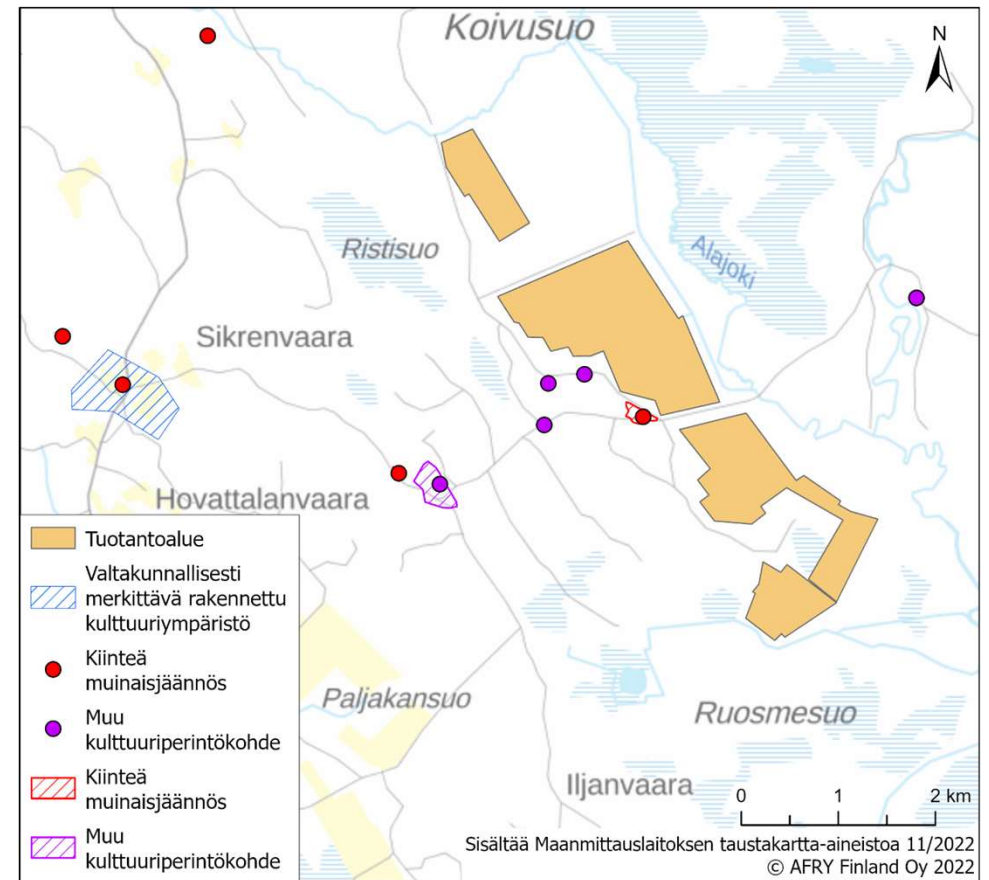 Koivusuo
N
Ristisuo
Alajoki
Sikrenvaara
Hovattalanvaara
Tuotantoalue
Valtakunnallisesti
merkittävä rakennettu
kulttuuriympäristö
Kiinteä
muinaisjäännös
Muu
kulttuuriperintökohde
Kiinteä
muinaisjäännös
Muu
kulttuuriperintökohde
Paljakansuo
Ruosmesuo
Iljanvaara
0 1 2 km
Sisältää Maanmittauslaitoksen taustakartta-aineistoa 11/2022
© AFRY Finland Oy 2022